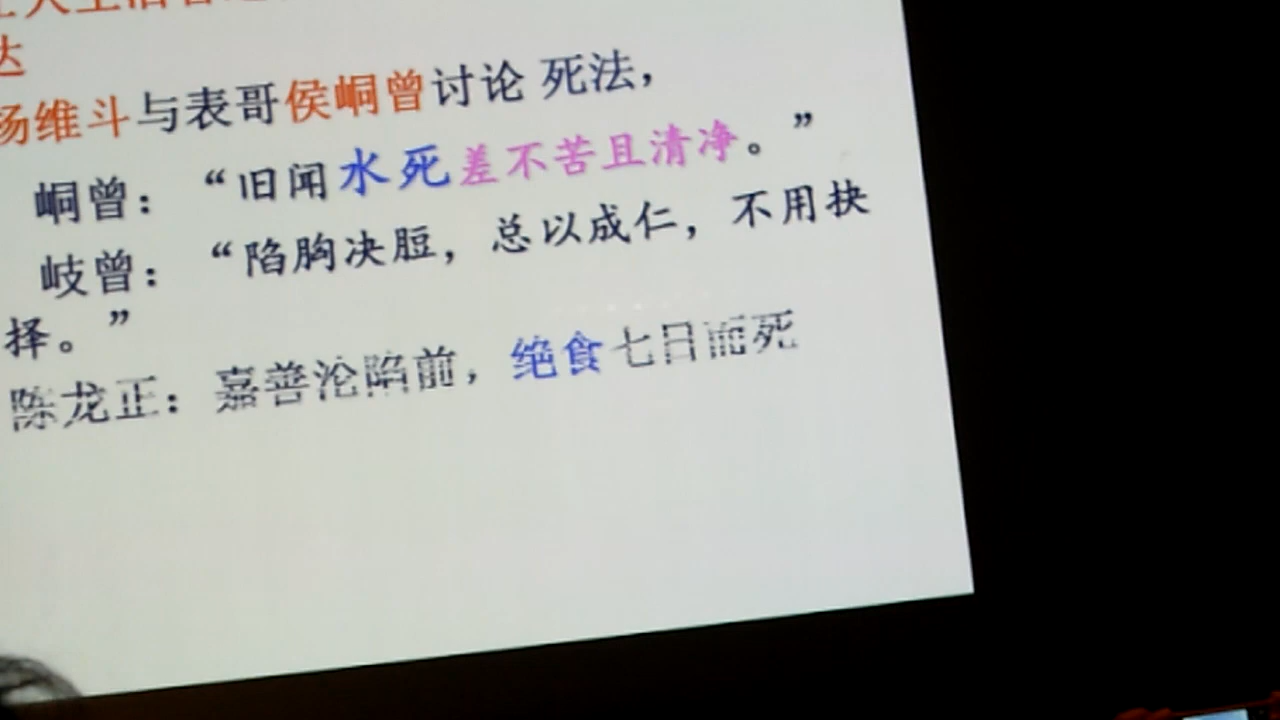 达
杨维斗与表哥侯峒曾讨论 死法，
峒曾：“旧闻水死差不苦且清净。”
岐曾：“陷胸决脰，总以成仁，不用抉
择。”
陈龙正：嘉善沦陷前，绝食七日而死